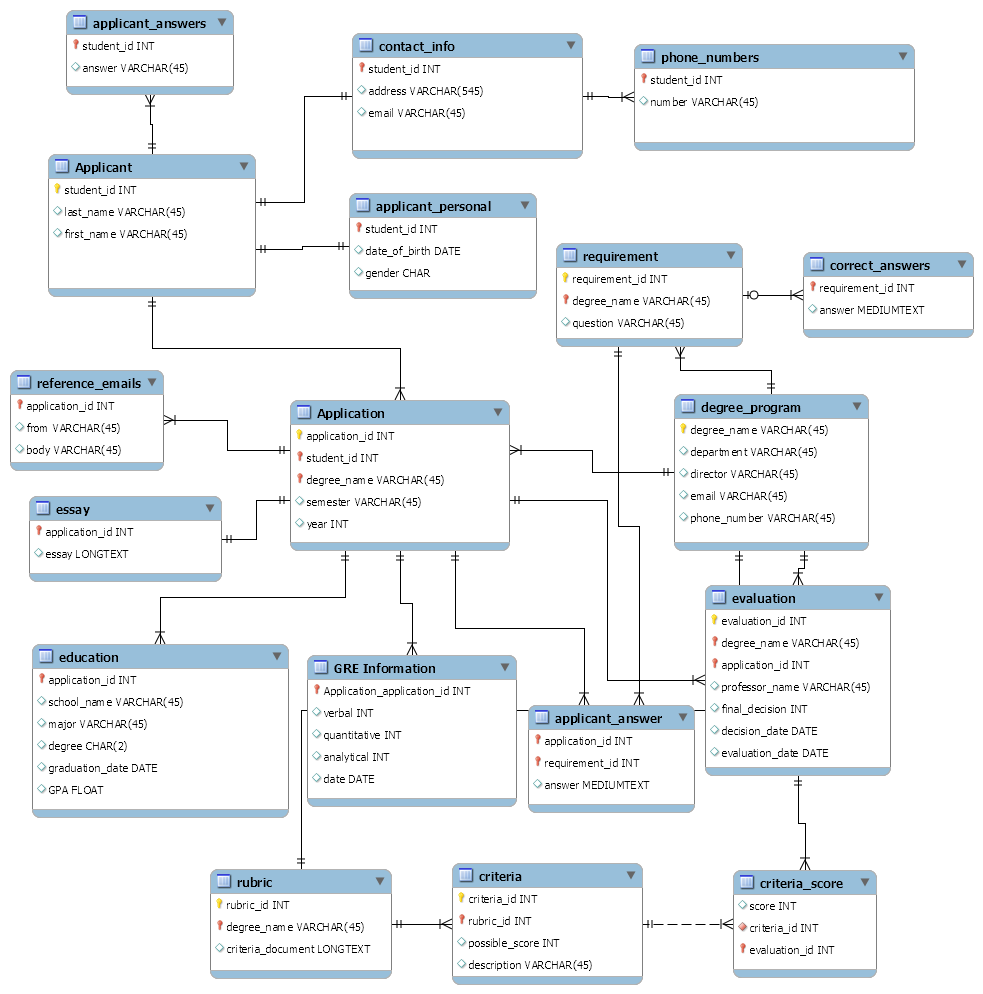 applicant_answers
student_id INT
answer VARCHAR(45)
contact_info
student_id INT
address VARCHAR(545)
email VARCHAR(45)
phone_numbers
student_id INT
number VARCHAR(45)
Applicant
student_id INT
last_name VARCHAR(45)
first_name VARCHAR(45)
applicant_personal
student_id INT
date_of_birth DATE
gender CHAR
requirement
requirement_id INT
degree_name VARCHAR(45)
question VARCHAR(45)
correct_answers
requirement_id INT
answer MEDIUMTEXT
reference_emails
application_id INT
from VARCHAR(45)
body VARCHAR(45)
Application
application_id INT
student_id INT
degree_name VARCHAR(45)
semester VARCHAR(45)
year INT
degree_program
degree_name VARCHAR(45)
department VARCHAR(45)
director VARCHAR(45)
email VARCHAR(45)
phone_number VARCHAR(45)
essay
application_id INT
essay LONGTEXT
evaluation
evaluation_id INT
degree_name VARCHAR(45)
application_id INT
professor_name VARCHAR(45)
final_decision INT
decision_date DATE
evaluation_date DATE
education
application_id INT
school_name VARCHAR(45)
major VARCHAR(45)
degree CHAR(2)
graduation_date DATE
GPA FLOAT
GRE Information
Application_application_id INT
verbal INT
quantitative INT
analytical INT
date DATE
applicant_answer
application_id INT
requirement_id INT
answer MEDIUMTEXT
rubric
rubric_id INT
degree_name VARCHAR(45)
criteria_document LONGTEXT
criteria
criteria_id INT
rubric_id INT
possible_score INT
description VARCHAR(45)
criteria_score
score INT
criteria_id INT
evaluation_id INT